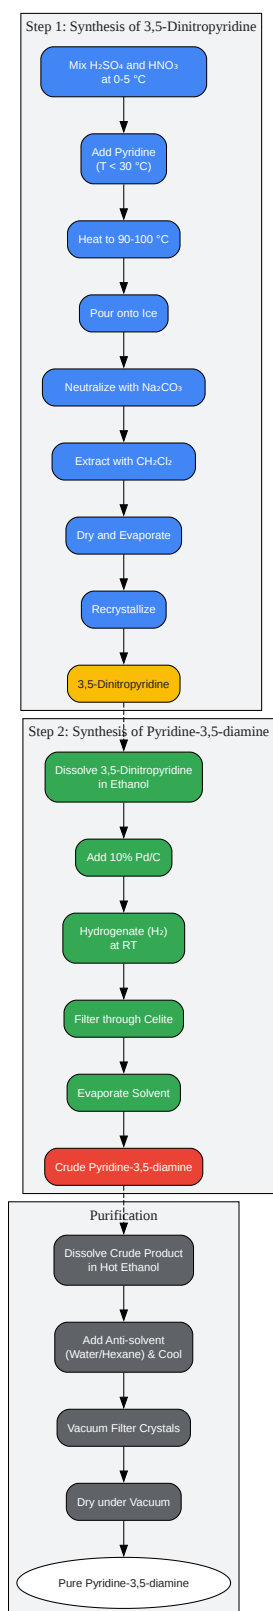 Step 1: Synthesis of 3,5-Dinitropyridine
Mix H₂SO₄ and HNO₃
at 0-5 °C
Add Pyridine
(T < 30 °C)
Heat to 90-100 °C
Pour onto Ice
Neutralize with Na₂CO₃
Extract with CH₂Cl₂
Dry and Evaporate
Recrystallize
3,5-Dinitropyridine
Step 2: Synthesis of Pyridine-3,5-diamine
Dissolve 3,5-Dinitropyridine
in Ethanol
Add 10% Pd/C
Hydrogenate (H₂)
at RT
Filter through Celite
Evaporate Solvent
Crude Pyridine-3,5-diamine
Purification
Dissolve Crude Product
in Hot Ethanol
Add Anti-solvent
(Water/Hexane) & Cool
Vacuum Filter Crystals
Dry under Vacuum
Pure Pyridine-3,5-diamine